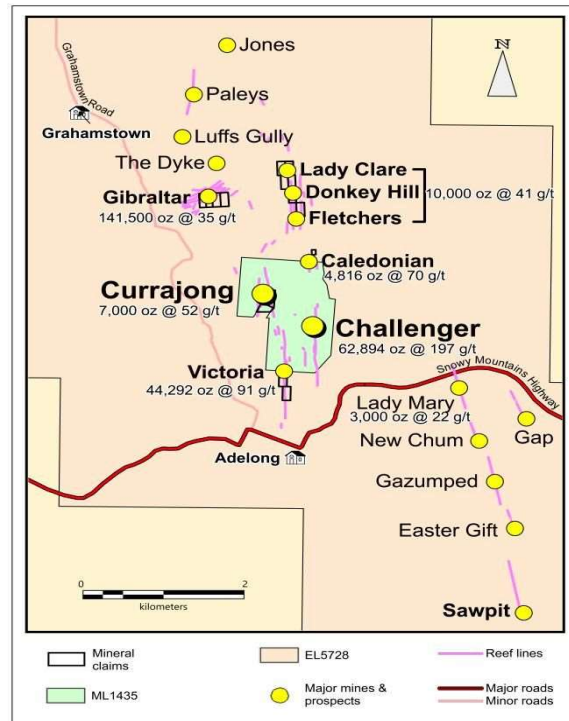 Jones
N
Grahamstown Road
Paleys
Grahamstown
Luffs Gully
The Dyke
Lady Clare
Gibraltar
Donkey Hill
10,000 oz @ 41 g/t
141,500 oz @ 35 g/t
Fletchers
Caledonian
4,816 oz @ 70 g/t
Currajong
7,000 oz @ 52 g/t
Challenger
62,894 oz @ 197 g/t
Victoria
44,292 oz @ 91 g/t
Snowy Mountains Highway
Lady Mary
3,000 oz @ 22 g/t
Gap
New Chum
Adelong
Gazumped
Easter Gift
0 2
kilometers
Sawpit
Mineral claims
EL5728
Reef lines
ML1435
Major mines & prospects
Major roads
Minor roads